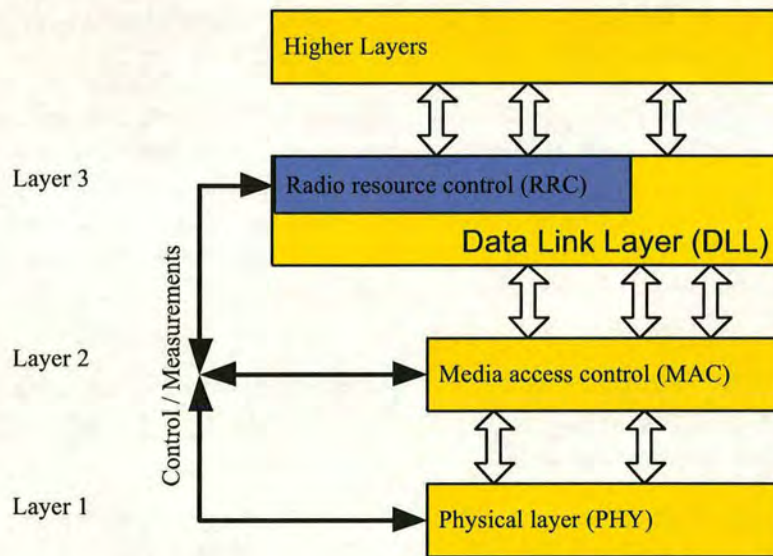 Higher Layers
Layer 3
Radio resource control (RRC)
Data Link Layer (DLL)
Control / Measurements
Layer 2
Media access control (MAC)
Layer 1
Physical layer (PHY)